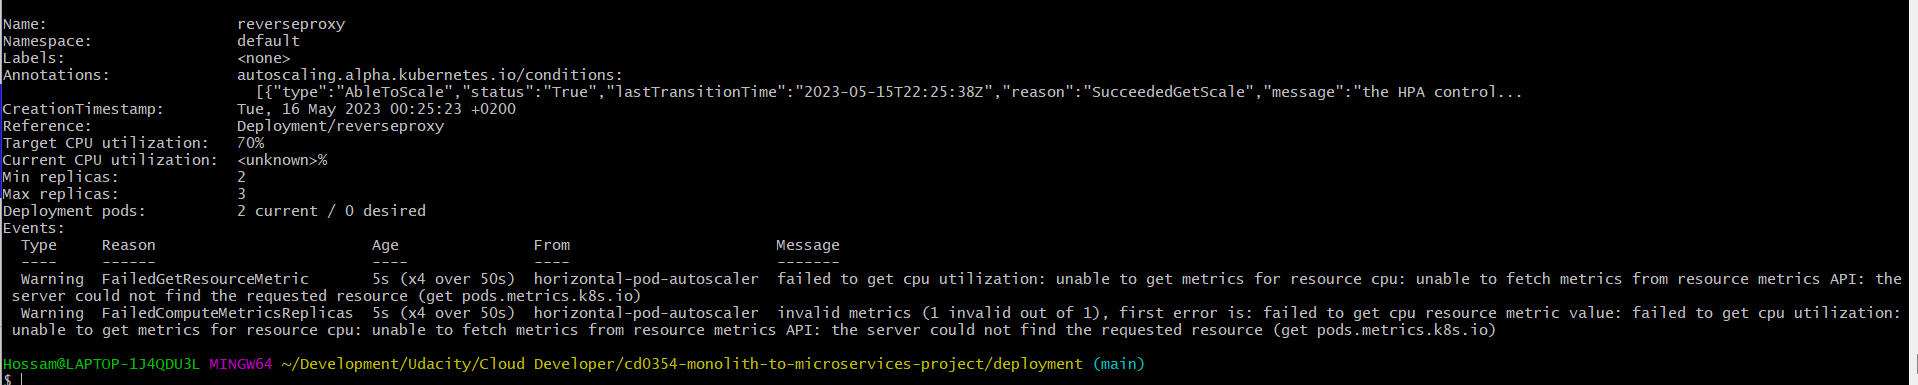 Name:                     reverseproxy
Namespace:                default
Labels:                   <none>
Annotations:              autoscaling.alpha.kubernetes.io/conditions:
                            [{"type":"AbleToScale","status":"True","lastTransitionTime":"2023-05-15T22:25:38Z","reason":"SucceededGetScale","message":"the HPA control...
CreationTimestamp:        Tue, 16 May 2023 00:25:23 +0200
Reference:                Deployment/reverseproxy
Target CPU utilization:   70%
Current CPU utilization:  <unknown>%
Min replicas:             2
Max replicas:             3
Deployment pods:          2 current / 0 desired
Events:
  Type     Reason                        Age               From                       Message
  ----     ------                        ----              ----                       -------
  Warning  FailedGetResourceMetric       5s (x4 over 50s)  horizontal-pod-autoscaler  failed to get cpu utilization: unable to get metrics for resource cpu: unable to fetch metrics from resource metrics API: the
 server could not find the requested resource (get pods.metrics.k8s.io)
  Warning  FailedComputeMetricsReplicas  5s (x4 over 50s)  horizontal-pod-autoscaler  invalid metrics (1 invalid out of 1), first error is: failed to get cpu resource metric value: failed to get cpu utilization:
 unable to get metrics for resource cpu: unable to fetch metrics from resource metrics API: the server could not find the requested resource (get pods.metrics.k8s.io)
Hossam@LAPTOP-1J4QDU3L MINGW64 ~/Development/Udacity/Cloud Developer/cd0354-monolith-to-microservices-project/deployment (main)
$